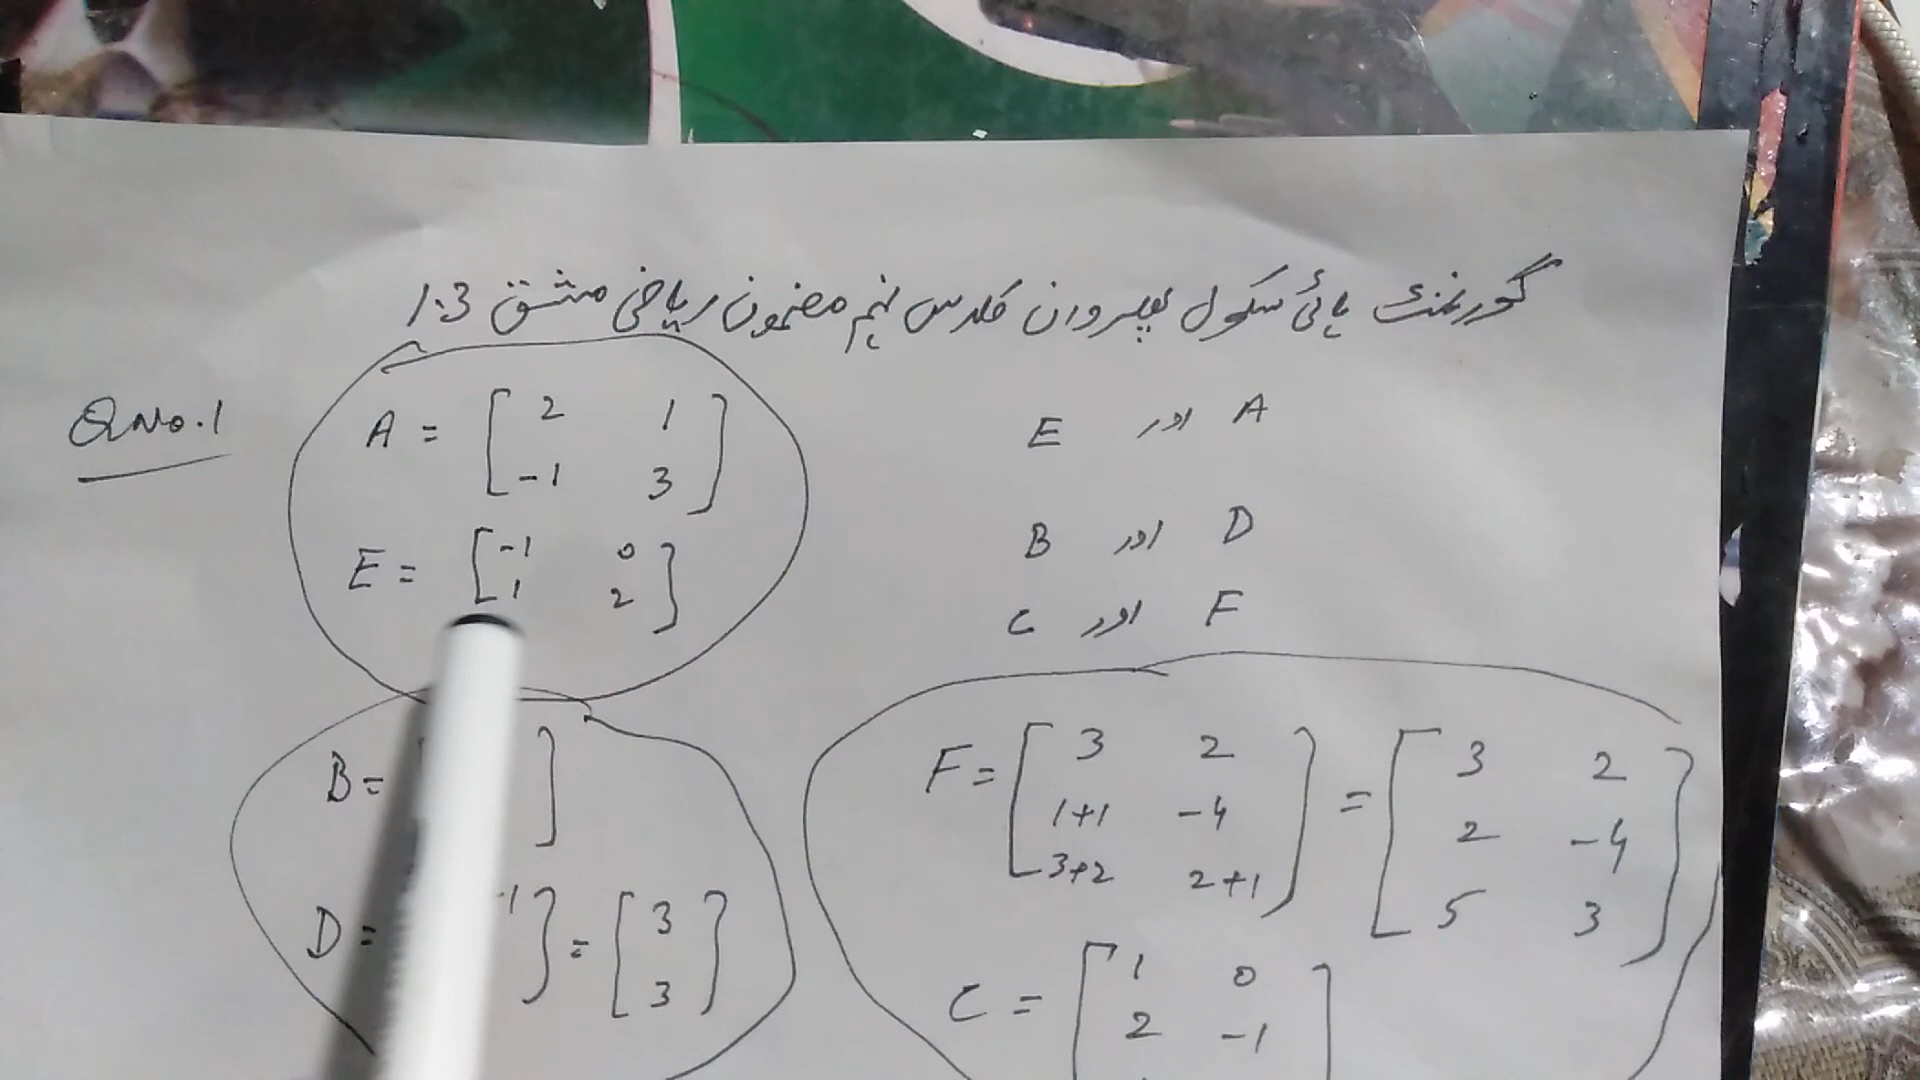 گورنمنٹ ہائی سکول کلاس نہم مضمون ریاضی مشق 1.3
Q No. 1
A = [ 2 1
-1 3 ]
E = [ -1 0
1 2 ]
A اور E
D اور B
F اور C
B = ]
D = -1 ] = [ 3
3 ]
F = [ 3 2
1+1 -4
3+2 2+1 ] = [ 3 2
2 -4
5 3 ]
C = [ 1 0
2 -1